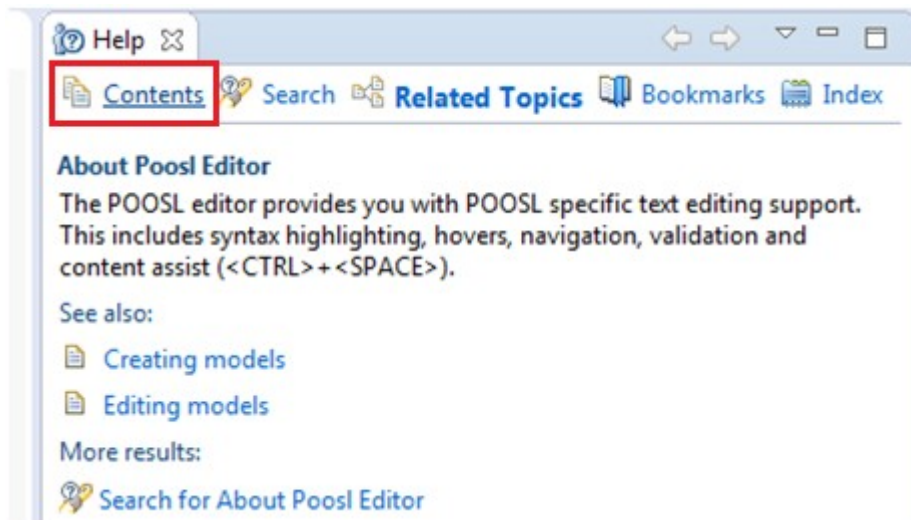 Help
Contents Search Related Topics Bookmarks Index
About Poosl Editor
The POOSL editor provides you with POOSL specific text editing support.
This includes syntax highlighting, hovers, navigation, validation and
content assist (<CTRL>+<SPACE>).
See also:
Creating models
Editing models
More results:
Search for About Poosl Editor